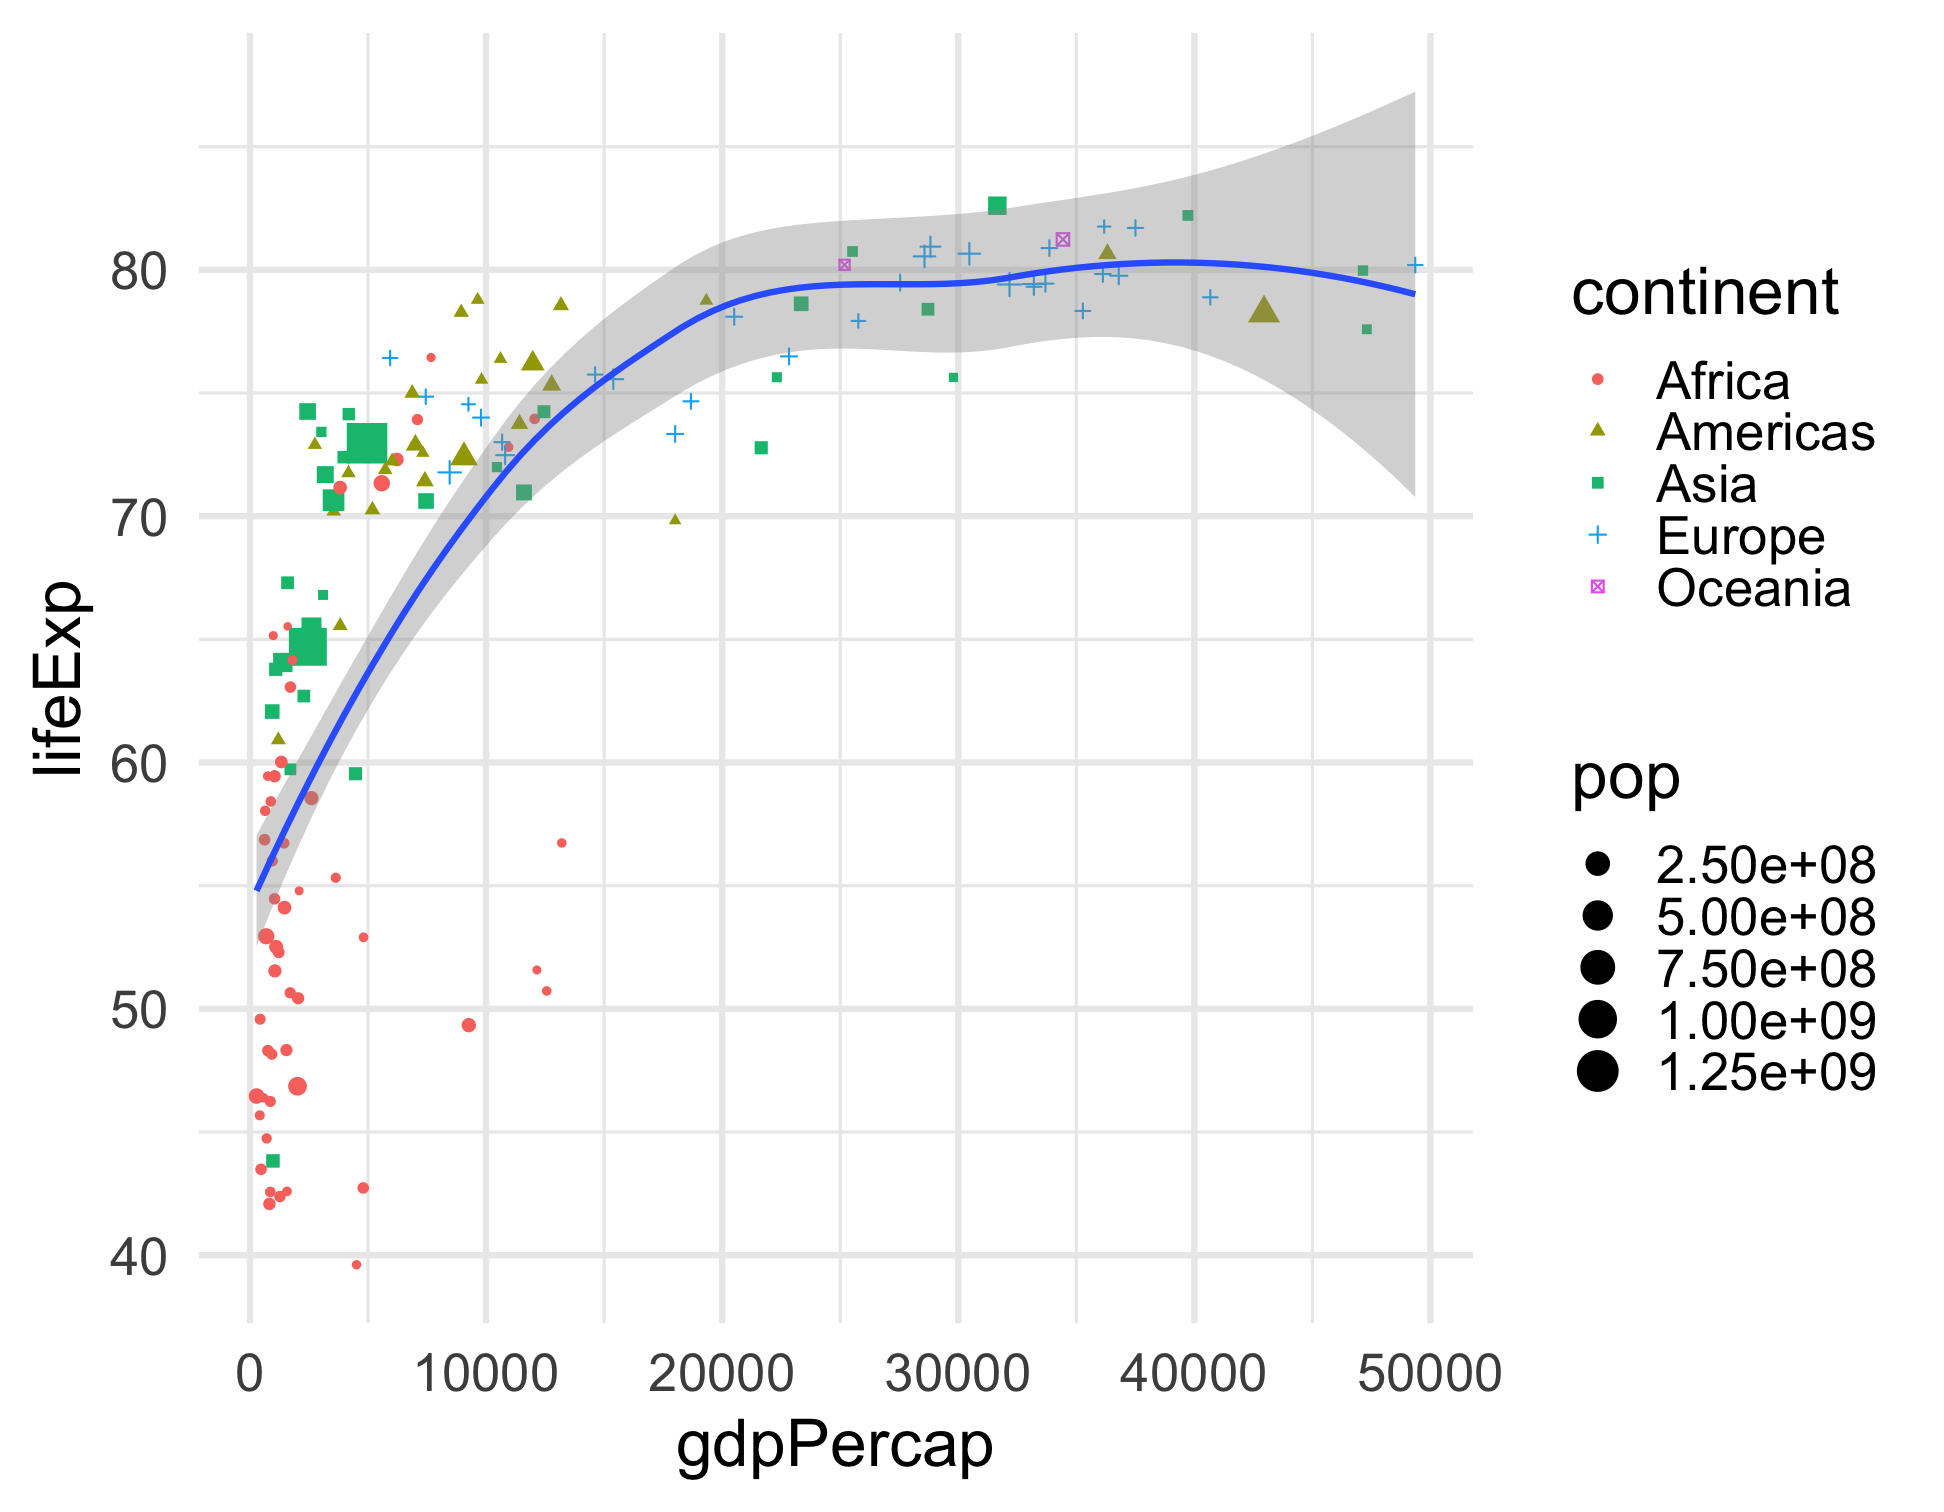 lifeExp
80
70
60
50
40
0 10000 20000 30000 40000 50000
gdpPercap
continent
Africa
Americas
Asia
Europe
Oceania
pop
2.50e+08
5.00e+08
7.50e+08
1.00e+09
1.25e+09